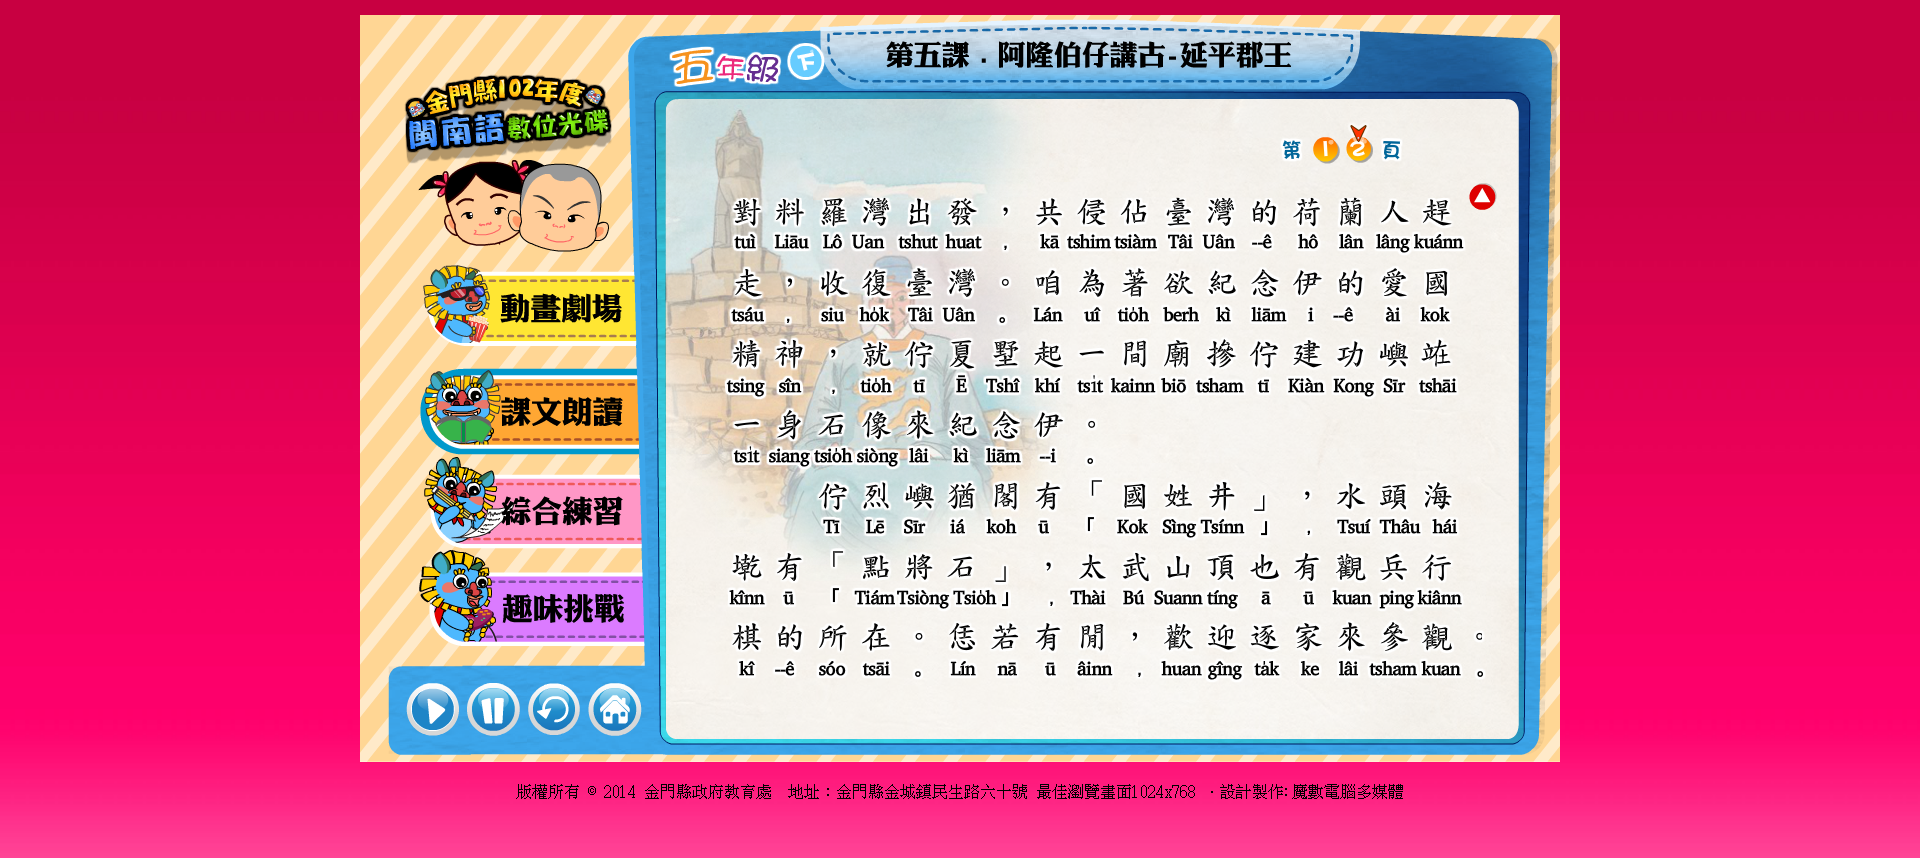 五年級 下
第五課．阿隆伯仔講古-延平郡王
金門縣102年度
閩南語數位光碟
動畫劇場
課文朗讀
綜合練習
趣味挑戰
第 1 2 頁
對料羅灣出發，共侵佔臺灣的荷蘭人趕
tuì Liāu Lô Uan tshut huat ， kā tshim tsiàm Tâi Uân --ê hô lân lâng kuánn
走，收復臺灣。咱為著欲紀念伊的愛國
tsáu ， siu ho̍k Tâi Uân 。 Lán uī tio̍h berh kì liām i --ê ài kok
精神，就佇夏墅起一間廟摻佇建功嶼竚
tsing sîn ， tio̍h tī Ē Tshî khí tsi̍t kainn biō tsham tī Kiàn Kong Sīr tshāi
一身石像來紀念伊。
tsi̍t siang tsio̍h siòng lâi kì liām --i 。
佇烈嶼猶閣有「國姓井」，水頭海
Tī Lē Sīr iá koh ū 「 Kok Sìng Tsínn 」 ， Tsuí Thâu hái
墘有「點將石」，太武山頂也有觀兵行
kînn ū 「 Tiám Tsiòng Tsio̍h 」 ， Thài Bú Suann tíng ā ū kuan ping kiânn
棋的所在。恁若有閒，歡迎逐家來參觀。
kî --ê sóo tsāi 。 Lín nā ū âinn ， huan gîng ta̍k ke lâi tsham kuan 。
版權所有 © 2014 金門縣政府教育處 地址：金門縣金城鎮民生路六十號 最佳瀏覽畫面1024x768 ・設計製作:魔數電腦多媒體